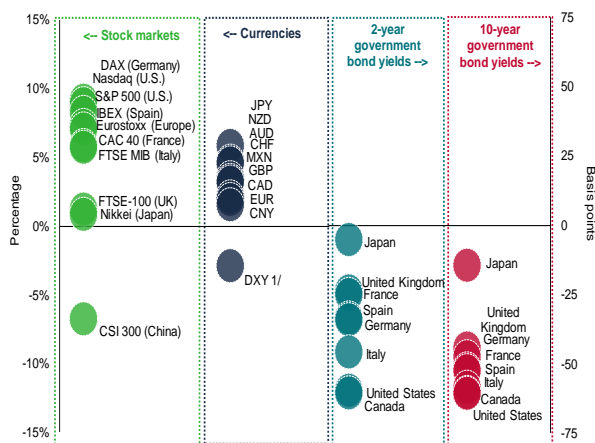 15%
10%
5%
0%
-5%
-10%
-15%
Percentage
<-- Stock markets
DAX (Germany)
Nasdaq (U.S.)
S&P 500 (U.S.)
IBEX (Spain)
Eurostoxx (Europe)
CAC 40 (France)
FTSE MIB (Italy)
FTSE-100 (UK)
Nikkei (Japan)
CSI 300 (China)
<-- Currencies
JPY
NZD
AUD
CHF
MXN
GBP
CAD
EUR
CNY
DXY 1/
2-year
government
bond yields -->
Japan
United Kingdom
France
Spain
Germany
Italy
United States
Canada
10-year
government
bond yields -->
Japan
United
Kingdom
Germany
France
Spain
Italy
Canada
United States
75
50
25
0
-25
-50
-75
Basis points